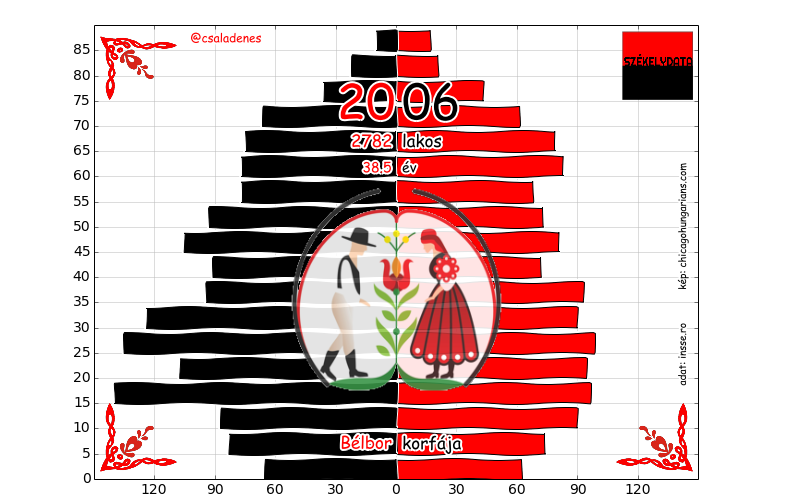 @csaladenes
SZÉKELYDATA
2006
2782 lakos
38.5 év
kép: chicagohungarians.com
adat: insse.ro
Bélbor korfája
85
80
75
70
65
60
55
50
45
40
35
30
25
20
15
10
5
0
120 90 60 30 0 30 60 90 120